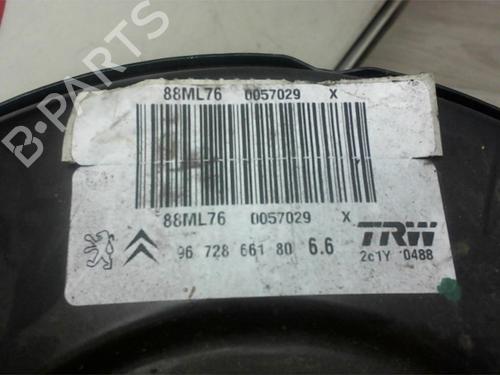 B-PARTS
88ML76 0057029 X
88ML76 0057029 X
96 728 661 80 6.6
TRW
2c1Y 0488